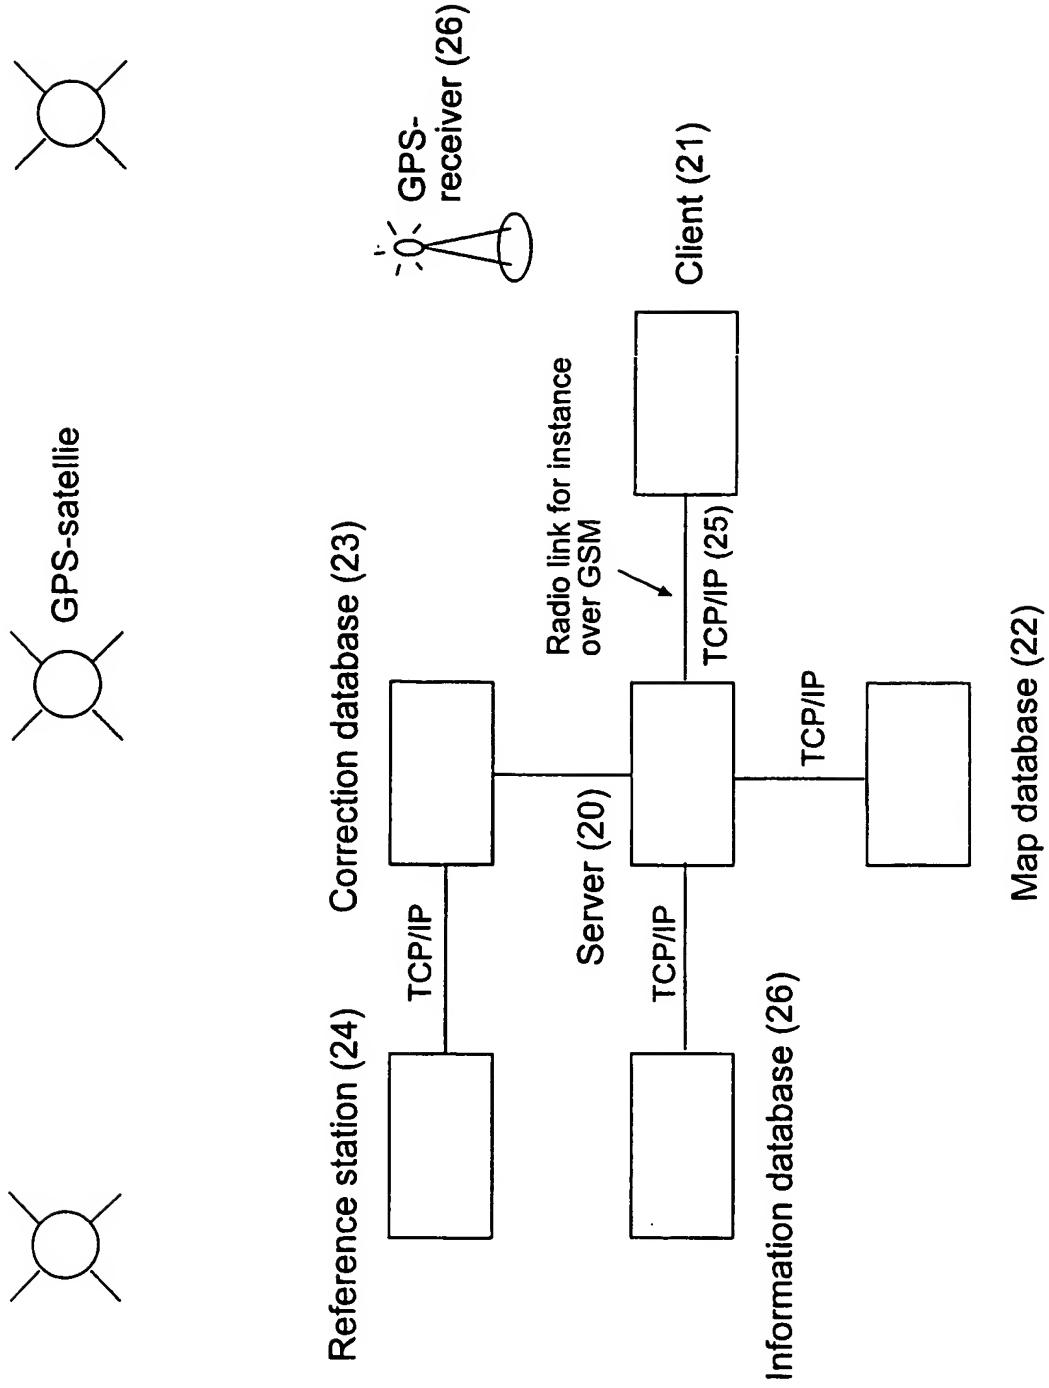 GPS-satellie
GPS-
receiver (26)
Reference station (24)
Correction database (23)
TCP/IP
Radio link for instance
over GSM
Client (21)
Server (20)
TCP/IP
TCP/IP (25)
TCP/IP
Information database (26)
Map database (22)